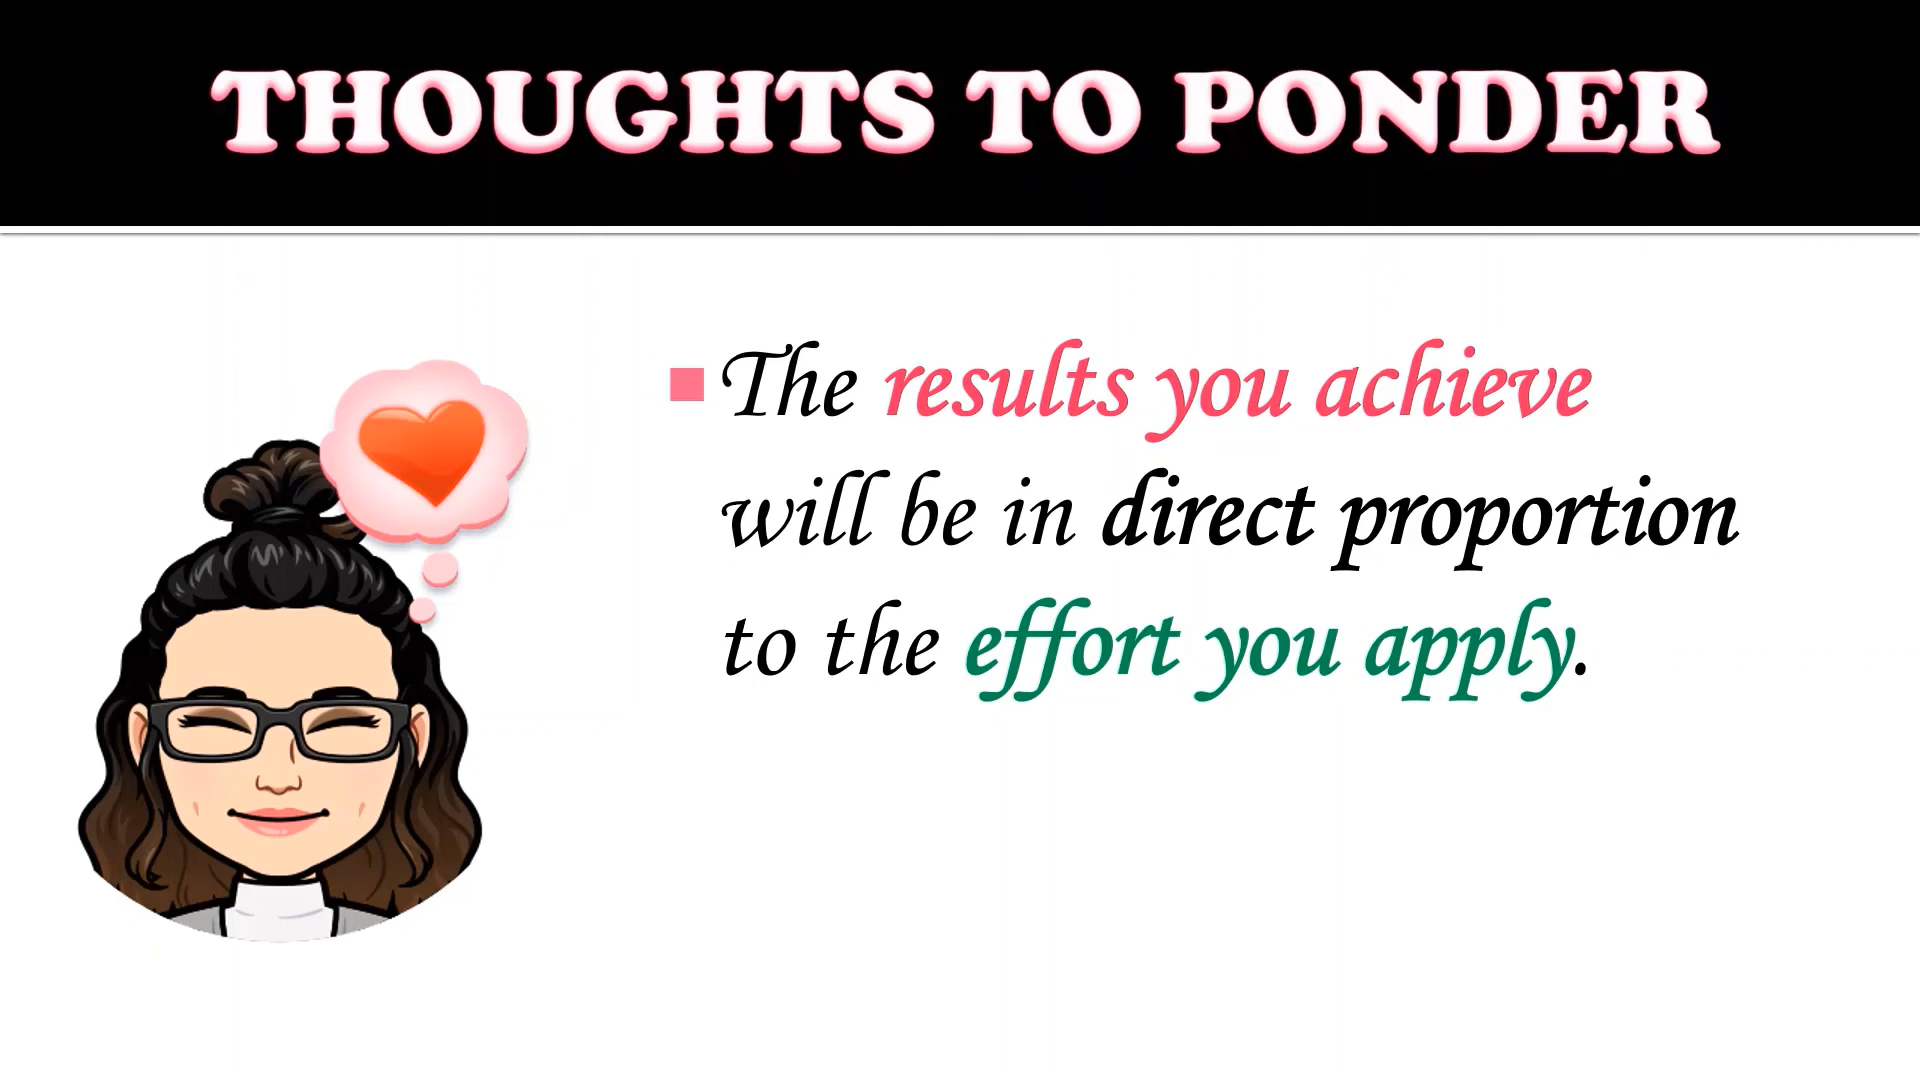 THOUGHTS TO PONDER
The results you achieve
will be in direct proportion
to the effort you apply.